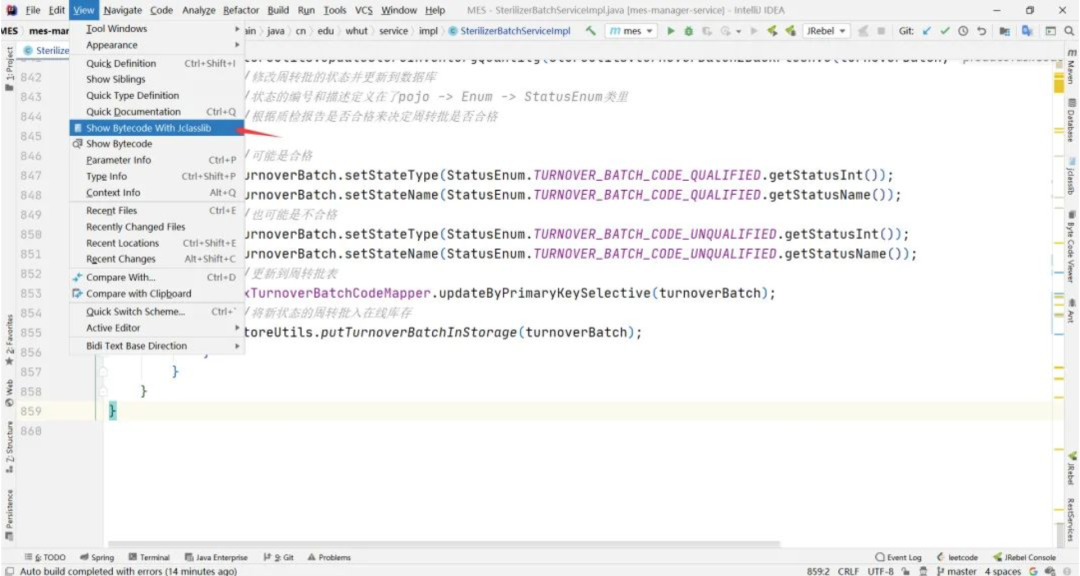 File Edit View Navigate Code Analyze Refactor Build Run Tools VCS Window Help MES - SterilizerBatchServiceImpl.java [mes-manager-service] - IntelliJ IDEA
MES java cn edu whut service impl SterilizerBatchServiceImpl mes JRebel Git:
Tool Windows
Appearance
Quick Definition Ctrl+Shift+I
Show Siblings
Quick Type Definition
Quick Documentation Ctrl+Q
Show Bytecode With Jclasslib
Show Bytecode
Parameter Info Ctrl+P
Type Info Ctrl+Shift+P
Context Info Alt+Q
Recent Files Ctrl+E
Recently Changed Files
Recent Locations Ctrl+Shift+E
Recent Changes Alt+Shift+C
Compare With... Ctrl+D
Compare with Clipboard
Quick Switch Scheme... Ctrl+`
Active Editor
Bidi Text Base Direction
842 /修改周转批的状态并更新到数据库
843 /状态的编号和描述定义在了pojo -> Enum -> StatusEnum类里
844 /根据质检报告是否合格来决定周转批是否合格
845
846 /可能是合格
847 urnoverBatch.setStateType(StatusEnum.TURNOVER_BATCH_CODE_QUALIFIED.getStatusInt());
848 urnoverBatch.setStateName(StatusEnum.TURNOVER_BATCH_CODE_QUALIFIED.getStatusName());
849 /也可能是不合格
850 urnoverBatch.setStateType(StatusEnum.TURNOVER_BATCH_CODE_UNQUALIFIED.getStatusInt());
851 urnoverBatch.setStateName(StatusEnum.TURNOVER_BATCH_CODE_UNQUALIFIED.getStatusName());
852 /更新到周转批表
853 xTurnoverBatchCodeMapper.updateByPrimaryKeySelective(turnoverBatch);
854 /将新状态的周转批入在线库存
855 toreUtils.putTurnoverBatchInStorage(turnoverBatch);
856 }
857 }
858 }
859 }
860
1: Project
2: Favorites
Web
Z: Structure
Persistence
Maven
Database
jclasslib
Byte Code Viewer
Ant
JRebel
RestServices
6: TODO Spring Terminal Java Enterprise 9: Git Problems Event Log leetcode JRebel Console
Auto build completed with errors (14 minutes ago) 859:2 CRLF UTF-8 master 4 spaces